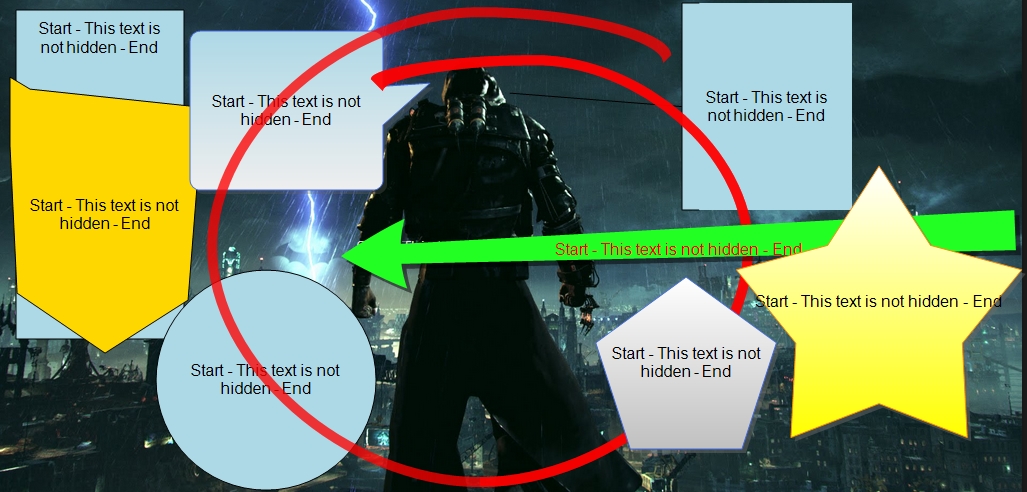 Start - This text is
not hidden - End
Start - This text is not
hidden - End
Start - This text is
not hidden - End
Start - This text is not
hidden - End
Start - This text is not hidden - End
Start - This text is not hidden - End
Start - This text is not
hidden - End
Start - This text is not
hidden - End